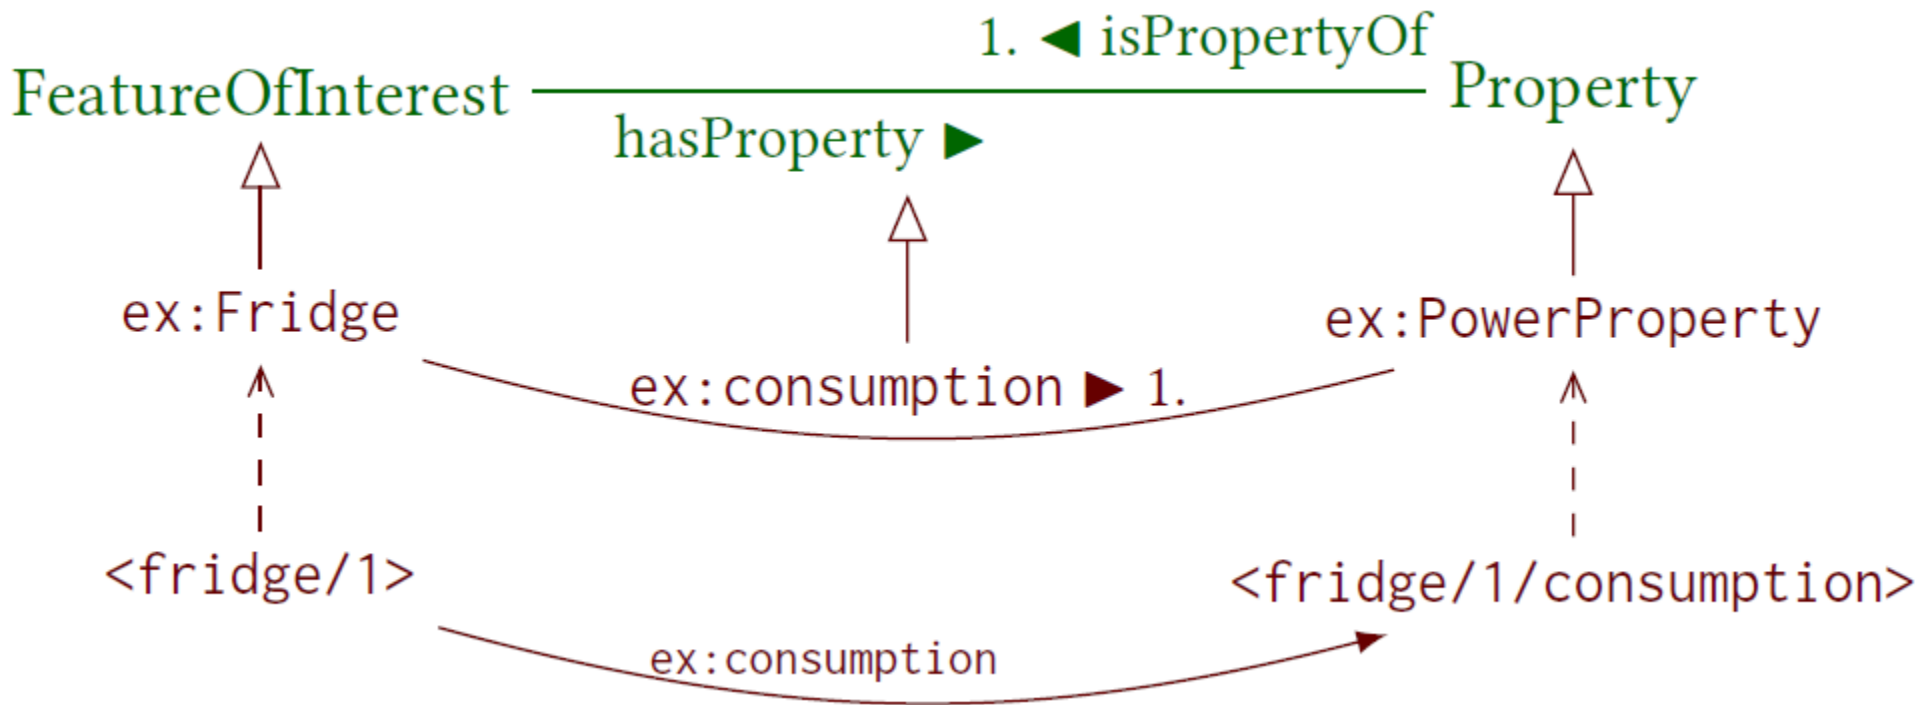 1. ◀ isPropertyOf
FeatureOfInterest
Property
hasProperty ▶
ex:Fridge
ex:PowerProperty
ex:consumption ▶ 1.
<fridge/1>
<fridge/1/consumption>
ex:consumption